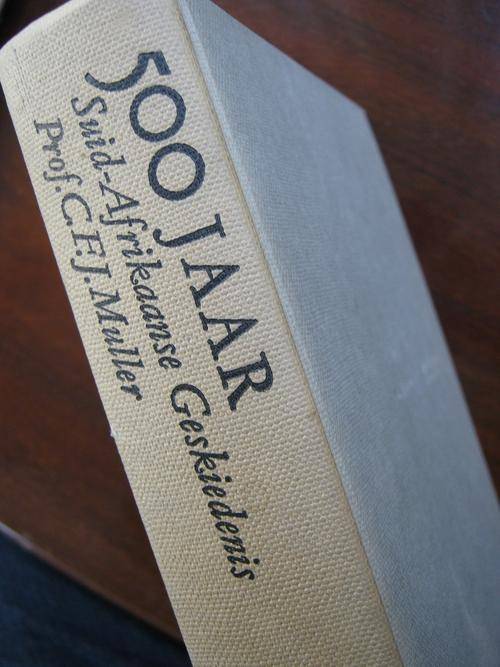 500 JAAR
Suid-Afrikaanse Geskiedenis
Prof. C.F.J. Muller